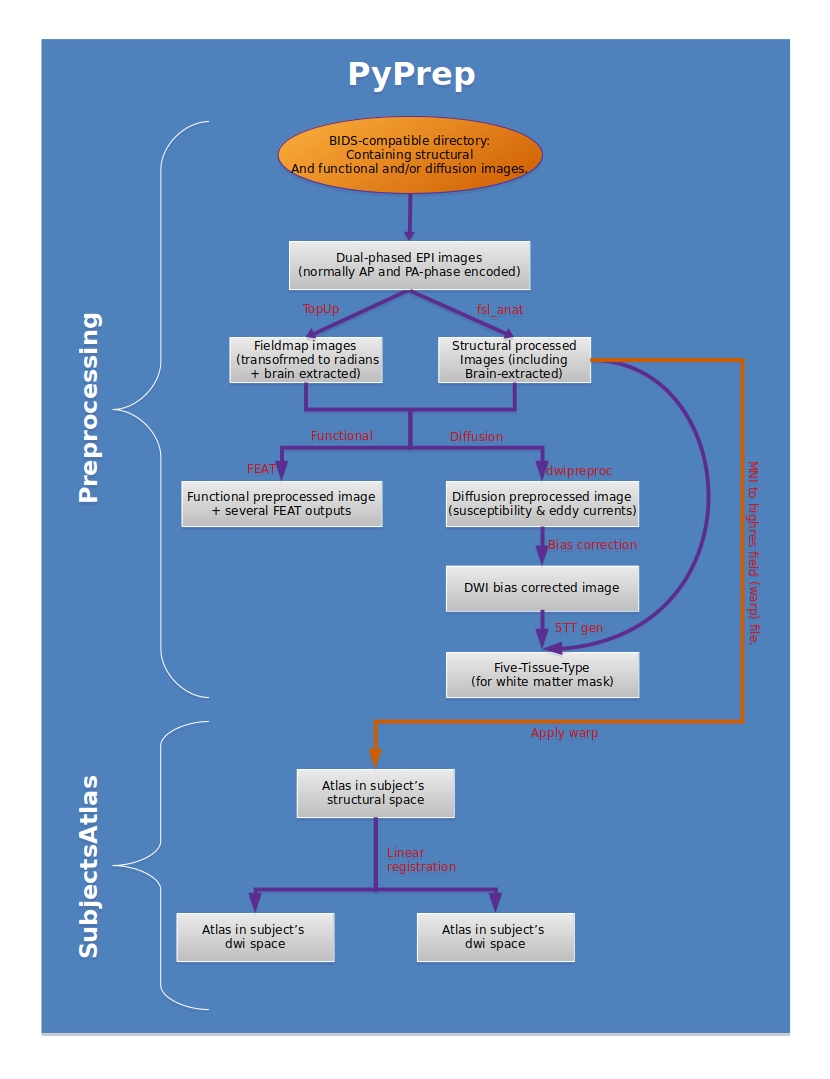 PyPrep
BIDS-compatible directory:
Containing structural
And functional and/or diffusion images.
Dual-phased EPI images
(normally AP and PA-phase encoded)
TopUp
fsl_anat
Fieldmap images
(transofrmed to radians
+ brain extracted)
Structural processed
Images (including
Brain-extracted)
Functional
Diffusion
FEAT
dwipreproc
Functional preprocessed image
+ several FEAT outputs
Diffusion preprocessed image
(susceptibility & eddy currents)
Bias correction
DWI bias corrected image
5TT gen
Five-Tissue-Type
(for white matter mask)
MNI to highres field (warp) file.
Preprocessing
Apply warp
Atlas in subject’s
structural space
Linear
registration
Atlas in subject’s
dwi space
Atlas in subject’s
dwi space
SubjectsAtlas